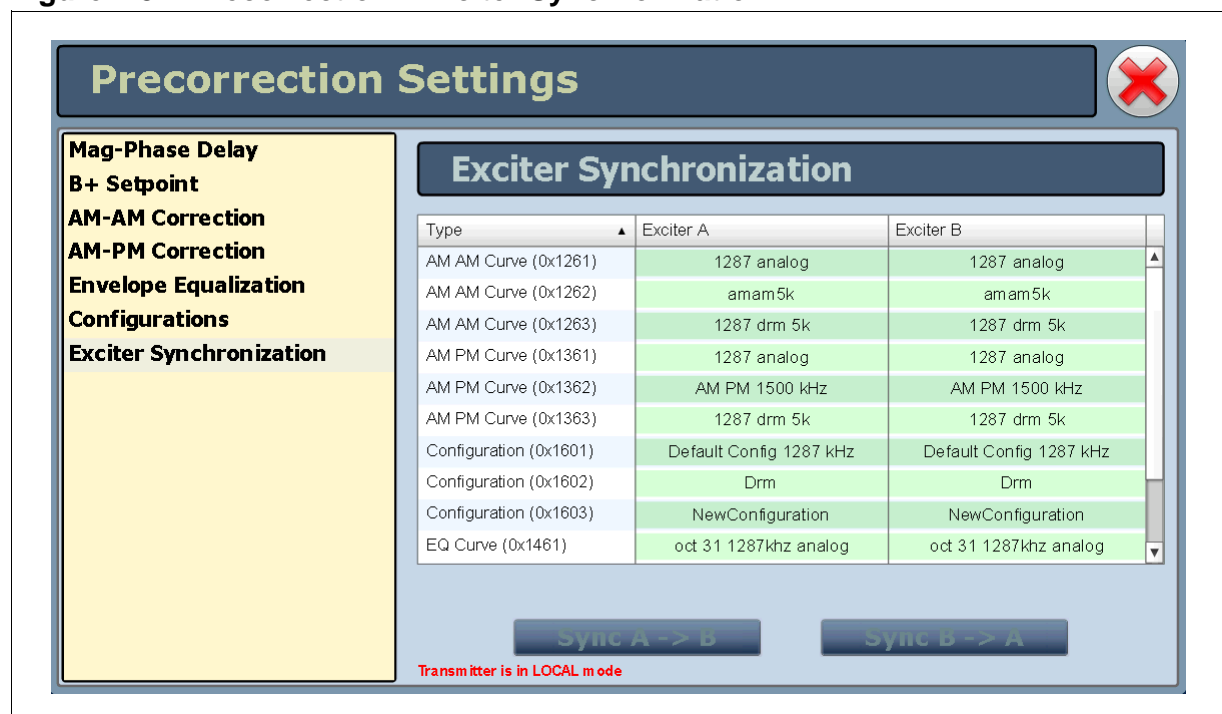 Precorrection Settings
Mag-Phase Delay
B+ Setpoint
AM-AM Correction
AM-PM Correction
Envelope Equalization
Configurations
Exciter Synchronization
Exciter Synchronization
Type Exciter A Exciter B
AM AM Curve (0x1261) 1287 analog 1287 analog
AM AM Curve (0x1262) amam5k amam5k
AM AM Curve (0x1263) 1287 drm 5k 1287 drm 5k
AM PM Curve (0x1361) 1287 analog 1287 analog
AM PM Curve (0x1362) AM PM 1500 kHz AM PM 1500 kHz
AM PM Curve (0x1363) 1287 drm 5k 1287 drm 5k
Configuration (0x1601) Default Config 1287 kHz Default Config 1287 kHz
Configuration (0x1602) Drm Drm
Configuration (0x1603) NewConfiguration NewConfiguration
EQ Curve (0x1461) oct 31 1287khz analog oct 31 1287khz analog
Sync A -> B Sync B -> A
Transmitter is in LOCAL mode